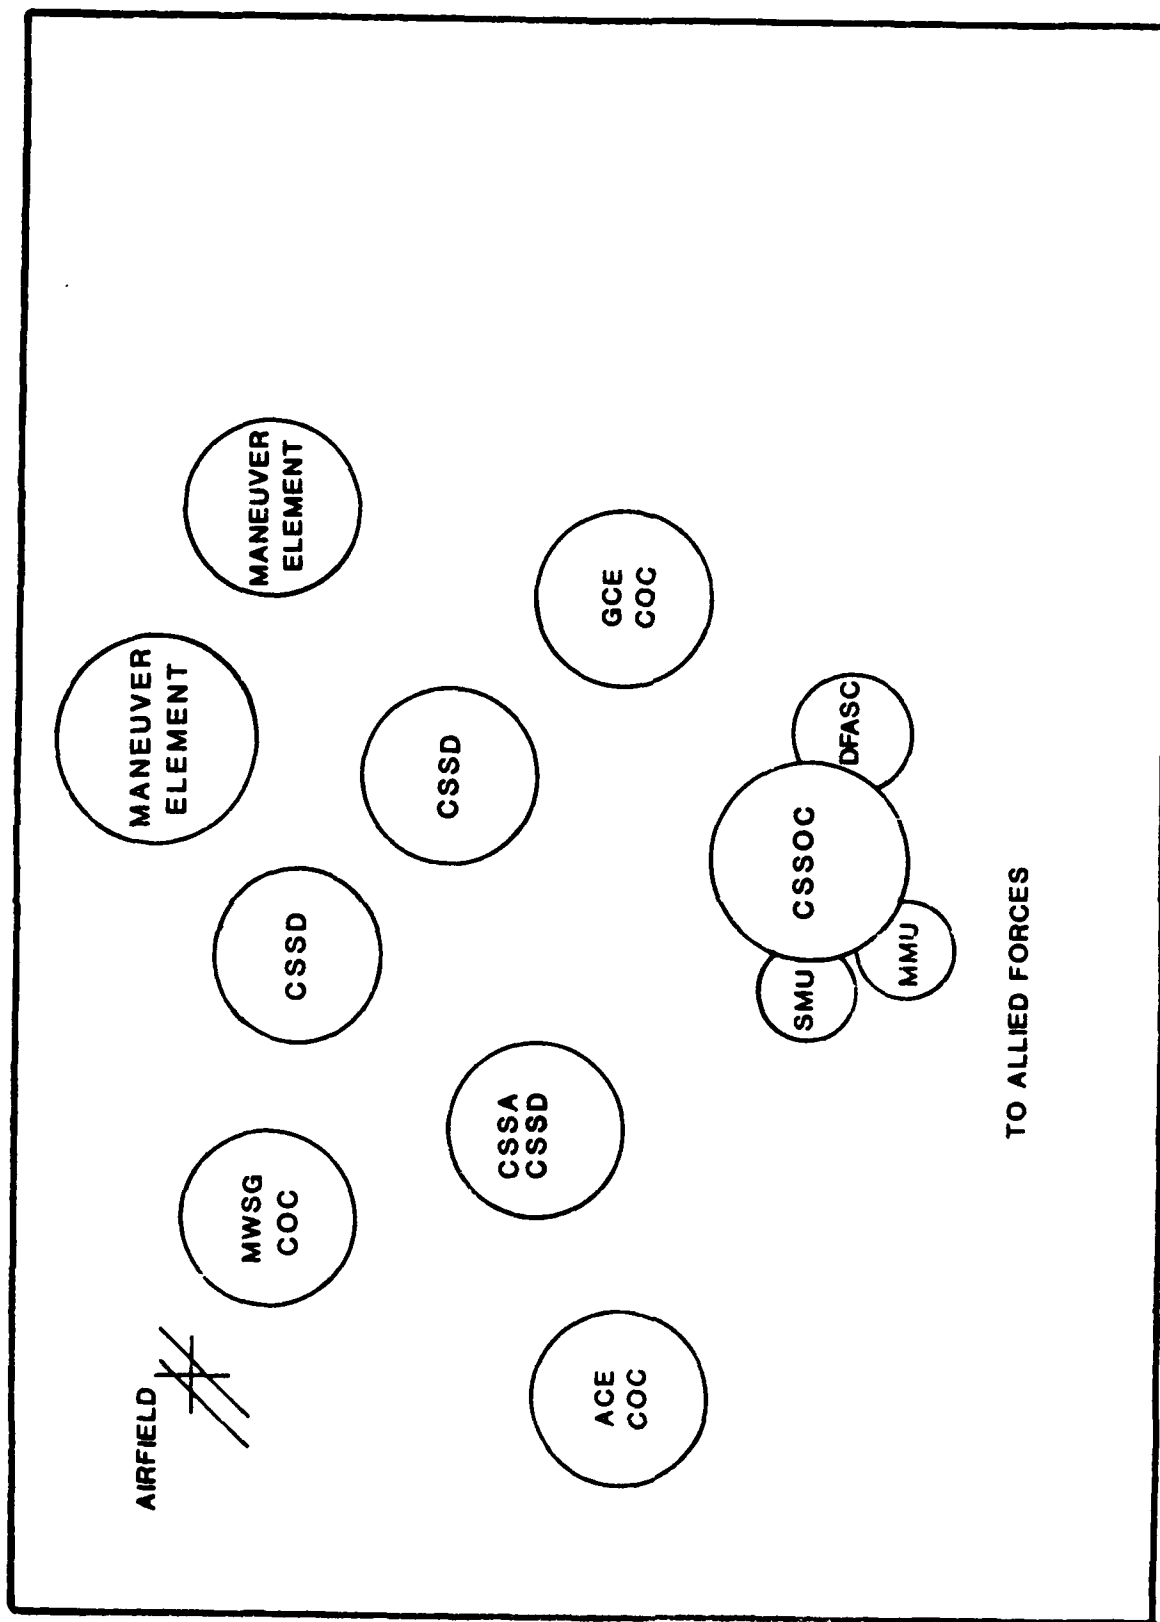 AIRFIELD
MANEUVER
ELEMENT
MWSG
COC
MANEUVER
ELEMENT
CSSD
CSSD
CSSA
CSSD
ACE
COC
GCE
COC
SMU
CSSOC
DFASC
MMU
TO ALLIED FORCES